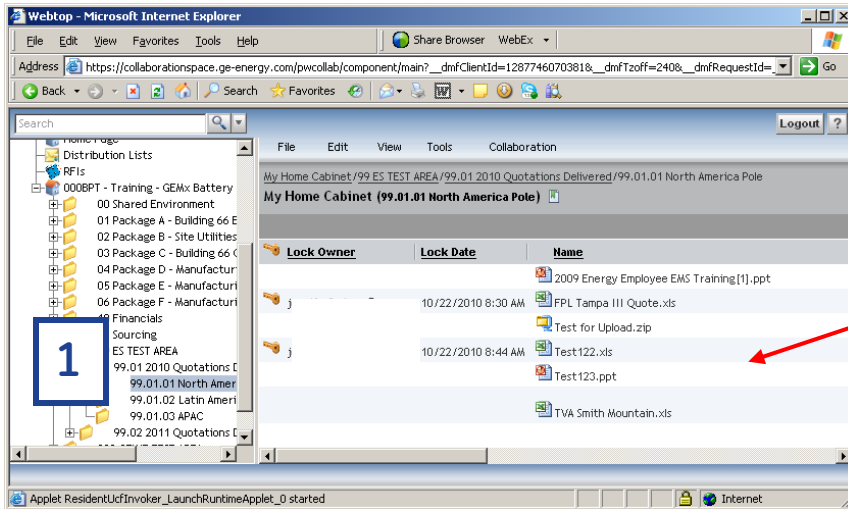 Webtop - Microsoft Internet Explorer
File Edit View Favorites Tools Help Share Browser WebEx
Address https://collaborationspace.ge-energy.com/pwcollab/component/main?__dmfClientId=1287746070381&__dmfTzoff=240&__dmfRequestId=_ Go
Back Search Favorites
Search Logout ?
File Edit View Tools Collaboration
My Home Cabinet/99 ES TEST AREA/99.01 2010 Quotations Delivered/99.01.01 North America Pole
My Home Cabinet (99.01.01 North America Pole)
Home Page
Distribution Lists
RFIs
000BPT - Training - GEMx Battery
00 Shared Environment
01 Package A - Building 66 E
02 Package B - Site Utilities
03 Package C - Building 66 (
04 Package D - Manufactur
05 Package E - Manufacturi
06 Package F - Manufacturi
Financials
Sourcing
ES TEST AREA
99.01 2010 Quotations D
99.01.01 North Amer
99.01.02 Latin Ameri
99.01.03 APAC
99.02 2011 Quotations D
1
Lock Owner Lock Date Name
2009 Energy Employee EMS Training[1].ppt
j 10/22/2010 8:30 AM FPL Tampa III Quote.xls
Test for Upload.zip
j 10/22/2010 8:44 AM Test122.xls
Test123.ppt
TVA Smith Mountain.xls
Applet ResidentUcfInvoker_LaunchRuntimeApplet_0 started Internet